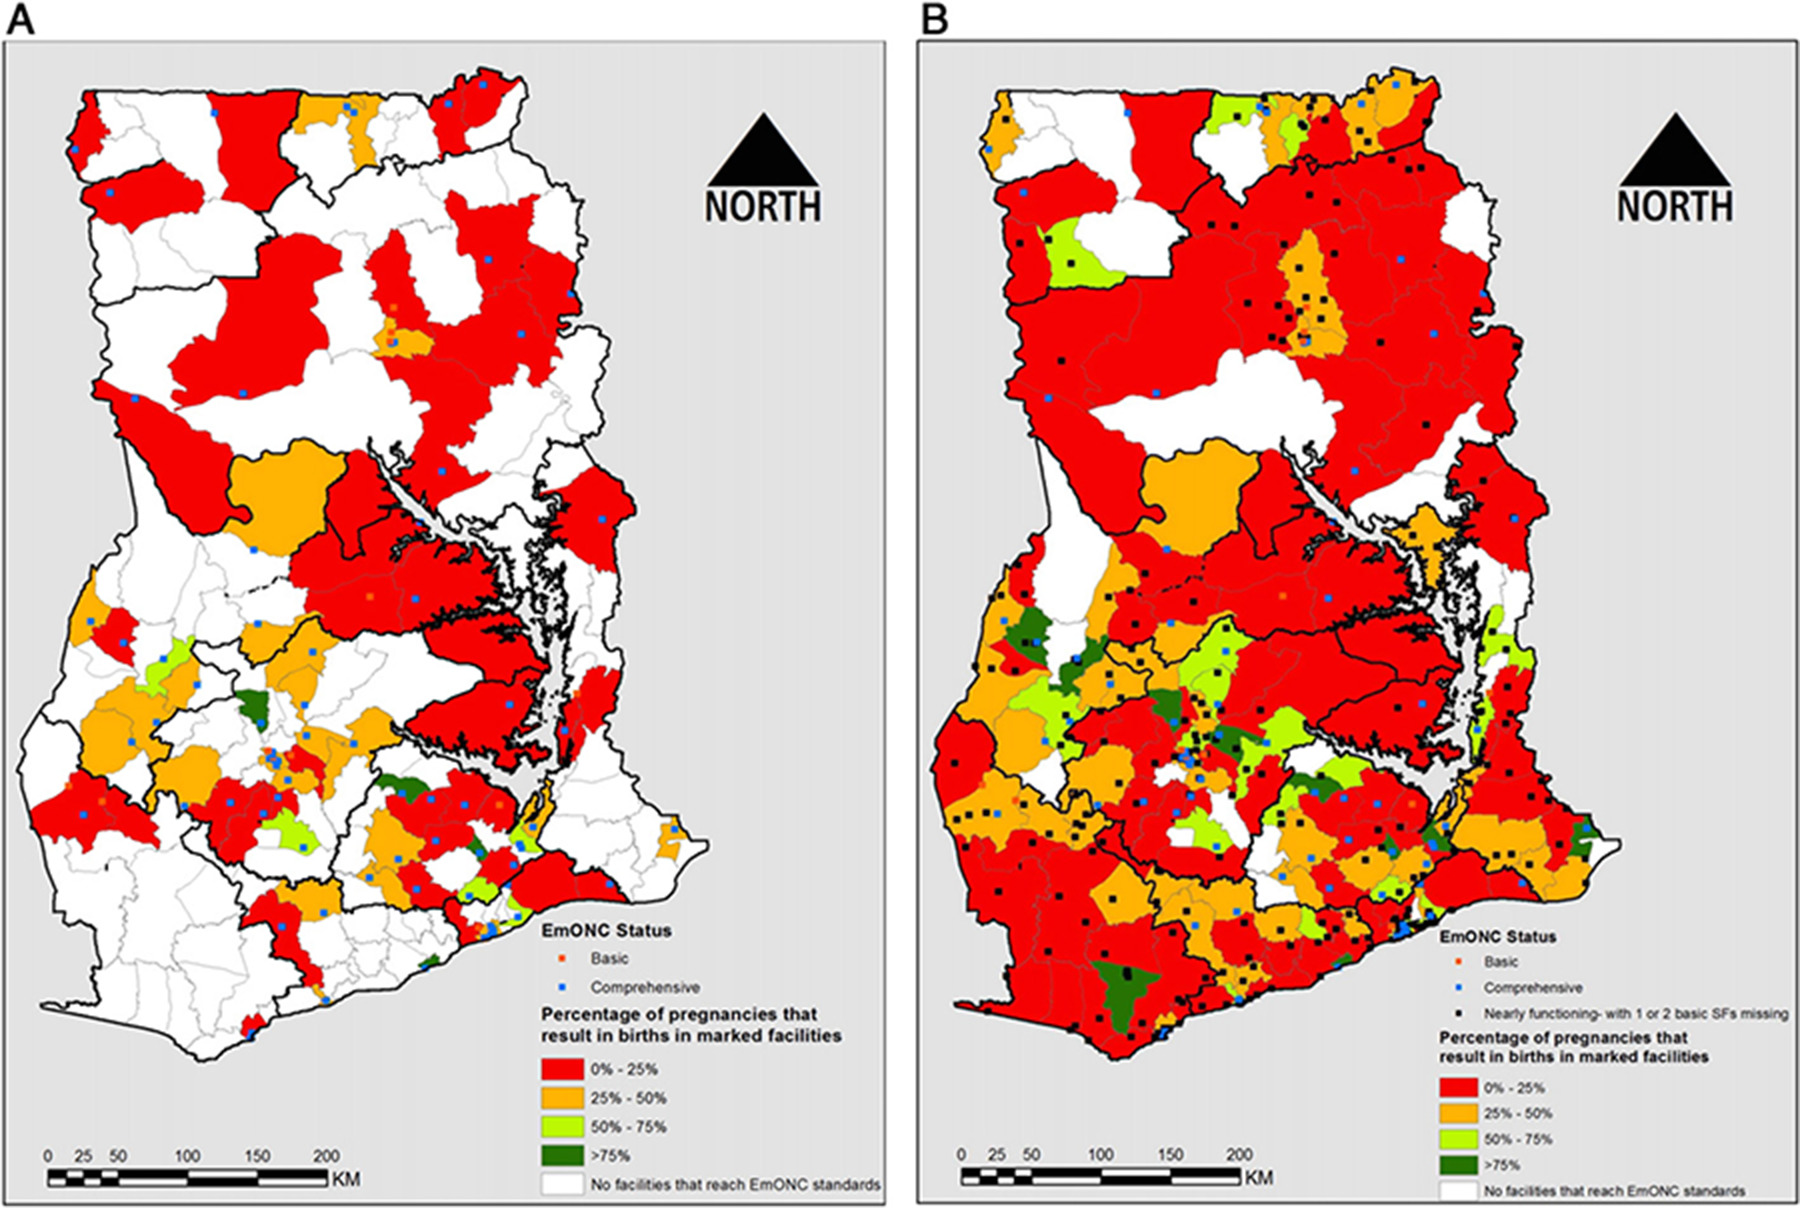 A
NORTH
EmONC Status
Basic
Comprehensive
Percentage of pregnancies that
result in births in marked facilities
0% - 25%
25% - 50%
50% - 75%
>75%
No facilities that reach EmONC standards
0 25 50 100 150 200
KM
B
NORTH
EmONC Status
Basic
Comprehensive
Nearly functioning- with 1 or 2 basic SFs missing
Percentage of pregnancies that
result in births in marked facilities
0% - 25%
25% - 50%
50% - 75%
>75%
No facilities that reach EmONC standards
0 25 50 100 150 200
KM